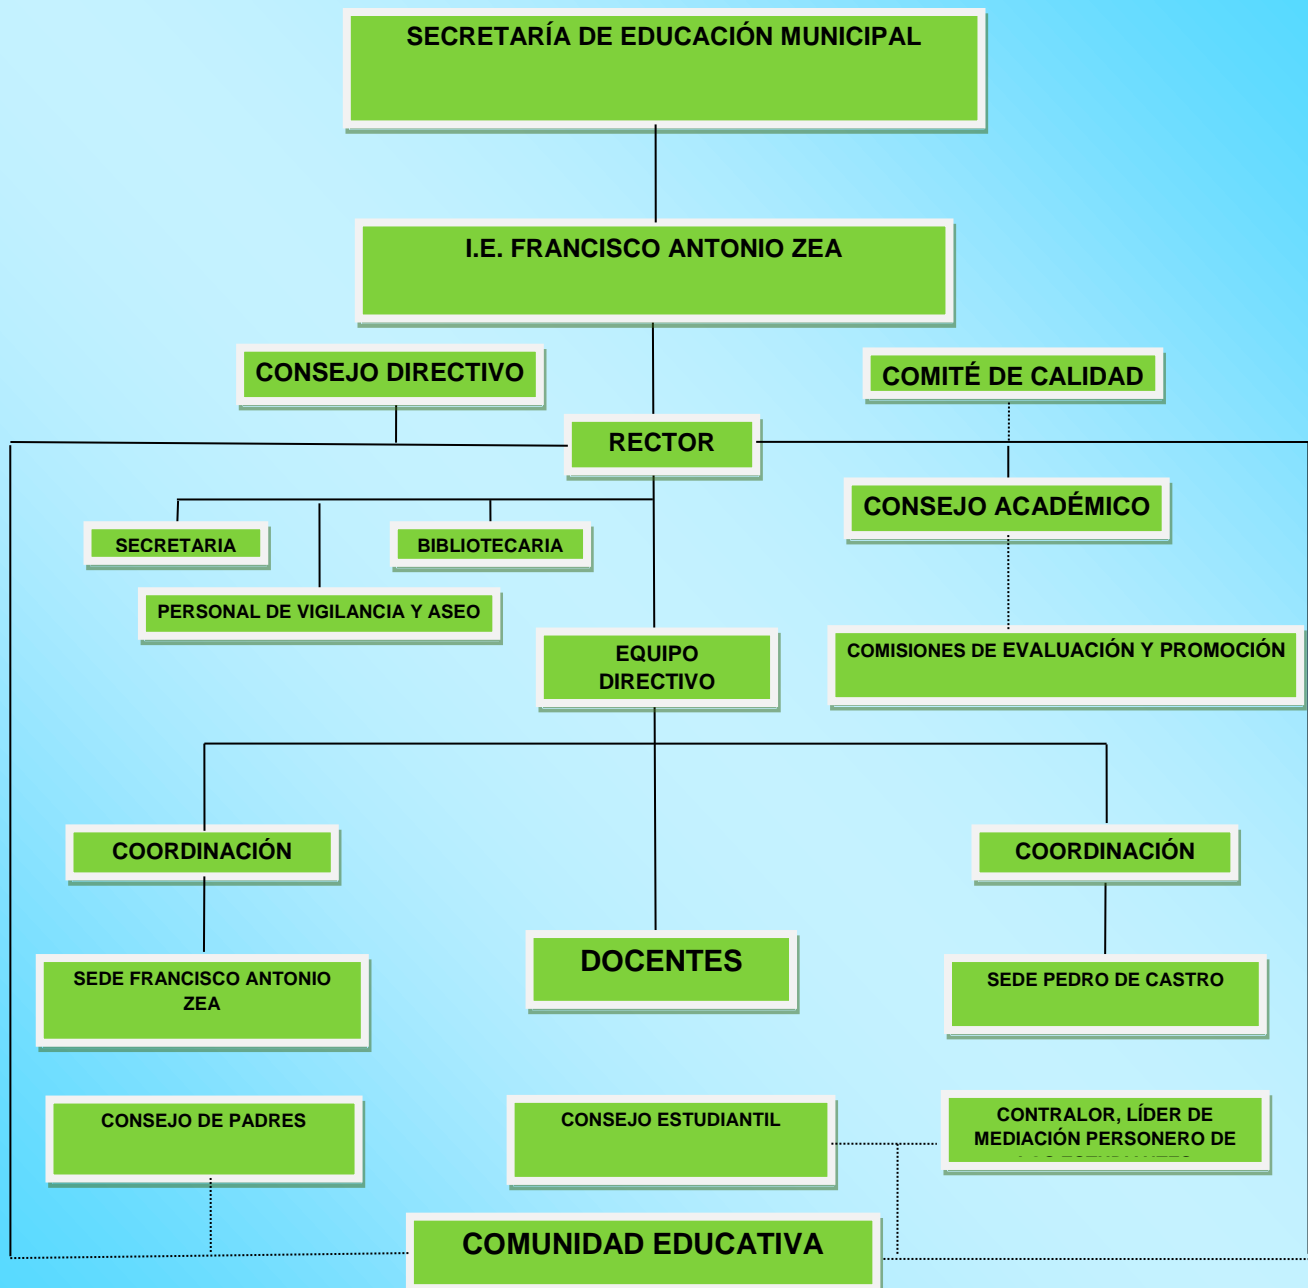 SECRETARÍA DE EDUCACIÓN MUNICIPAL
I.E. FRANCISCO ANTONIO ZEA
CONSEJO DIRECTIVO
COMITÉ DE CALIDAD
RECTOR
CONSEJO ACADÉMICO
SECRETARIA
BIBLIOTECARIA
PERSONAL DE VIGILANCIA Y ASEO
EQUIPO
DIRECTIVO
COMISIONES DE EVALUACIÓN Y PROMOCIÓN
COORDINACIÓN
COORDINACIÓN
DOCENTES
SEDE FRANCISCO ANTONIO
ZEA
SEDE PEDRO DE CASTRO
CONSEJO DE PADRES
CONSEJO ESTUDIANTIL
CONTRALOR, LÍDER DE
MEDIACIÓN PERSONERO DE
COMUNIDAD EDUCATIVA